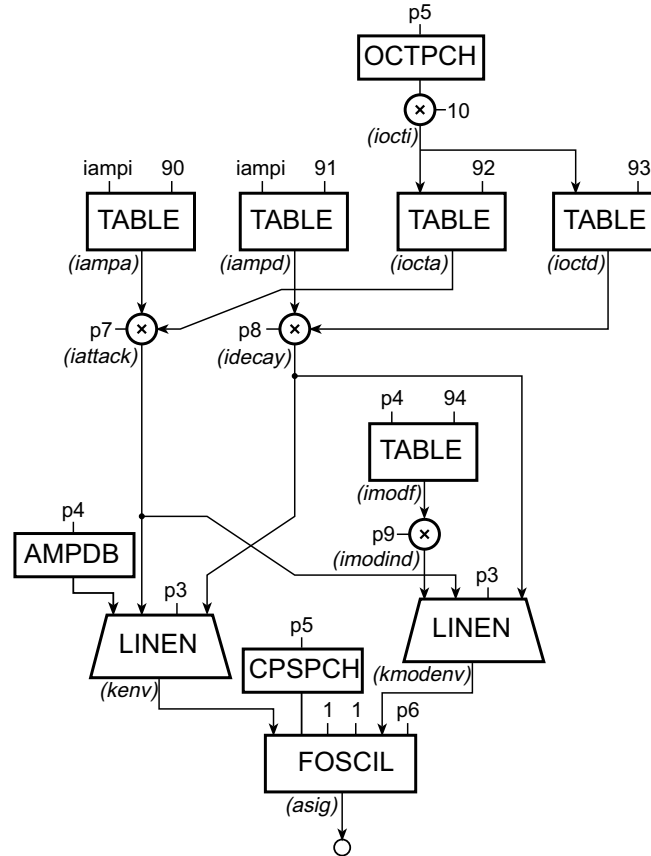 p5
OCTPCH
× 10
(iocti)
iampi 90 iampi 91 92 93
TABLE TABLE TABLE TABLE
(iampa) (iampd) (iocta) (ioctd)
p7 × p8 ×
(iattack) (idecay)
p4 94
TABLE
(imodf)
p4 p9 ×
AMPDB (imodind)
p3 p3
LINEN LINEN
p5
CPSPCH
(kenv) (kmodenv)
1 1 p6
FOSCIL
(asig)